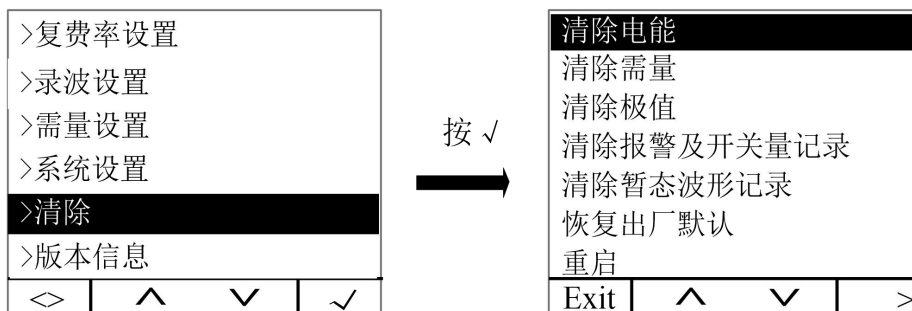 >复费率设置
>录波设置
>需量设置
>系统设置
>清除
>版本信息
<> ∧ ∨ √
按 √
清除电能
清除需量
清除极值
清除报警及开关量记录
清除暂态波形记录
恢复出厂默认
重启
Exit ∧ ∨ >